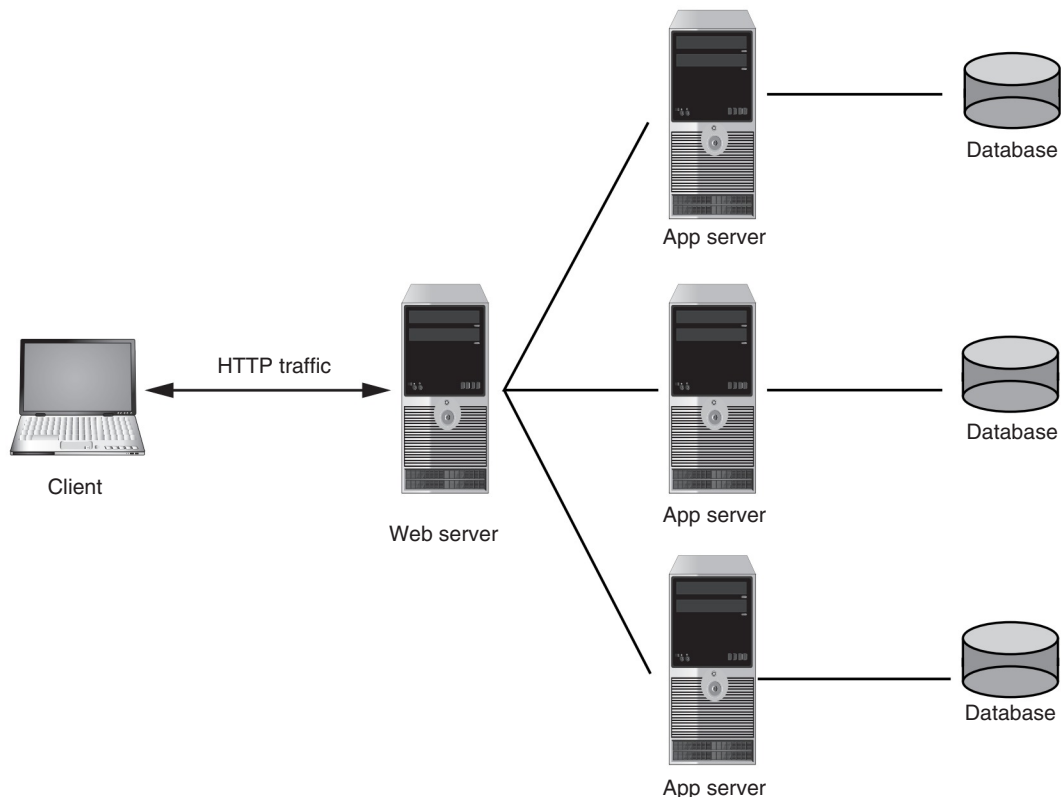 App server
Database
HTTP traffic
Client
Web server
App server
Database
App server
Database